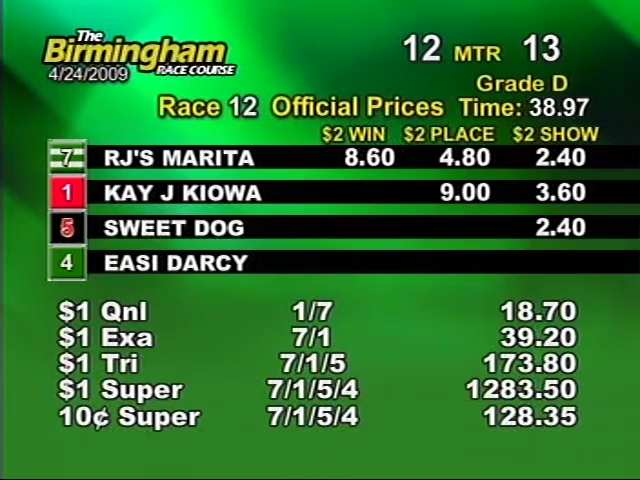 The
Birmingham
RACE COURSE
4/24/2009
12 MTR 13
Grade D
Race 12 Official Prices Time: 38.97
$2 WIN $2 PLACE $2 SHOW
7 RJ'S MARITA 8.60 4.80 2.40
1 KAY J KIOWA 9.00 3.60
5 SWEET DOG 2.40
4 EASI DARCY
$1 Qnl 1/7 18.70
$1 Exa 7/1 39.20
$1 Tri 7/1/5 173.80
$1 Super 7/1/5/4 1283.50
10¢ Super 7/1/5/4 128.35